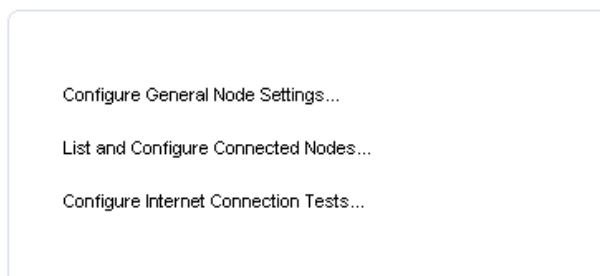 Configure General Node Settings...
List and Configure Connected Nodes...
Configure Internet Connection Tests...